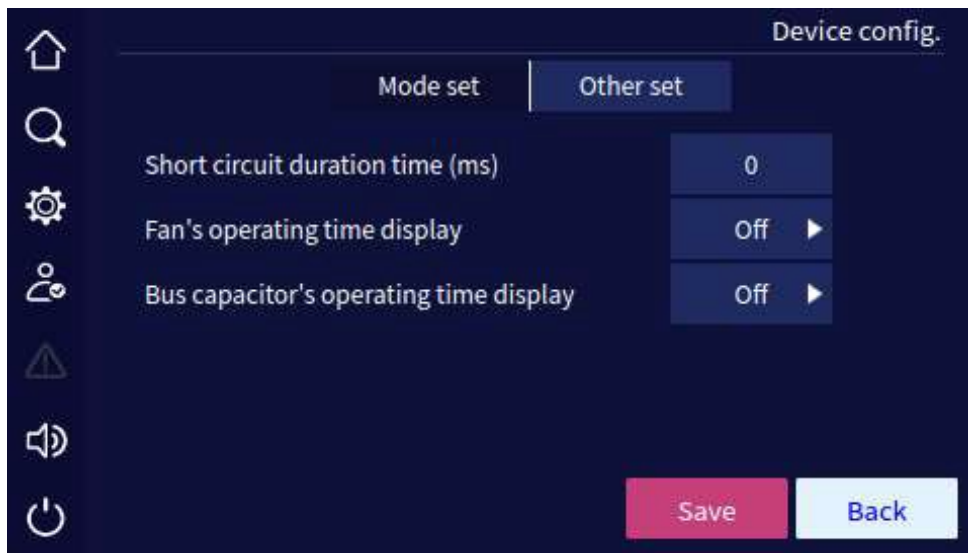 Device config.
Mode set Other set
Short circuit duration time (ms) 0
Fan's operating time display Off
Bus capacitor's operating time display Off
Save Back